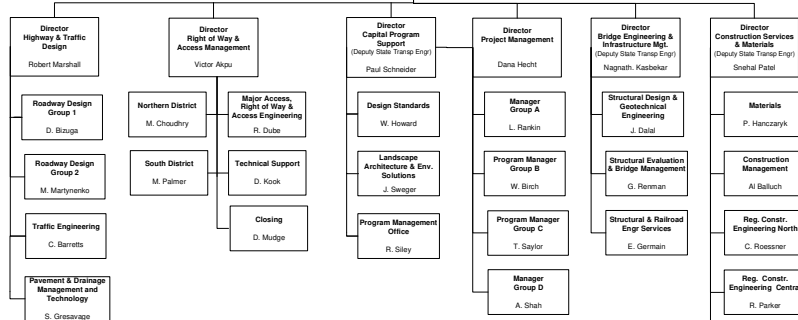 Director
Highway & Traffic
Design
Robert Marshall
Roadway Design
Group 1
D. Bizuga
Roadway Design
Group 2
M. Martynenko
Traffic Engineering
C. Barretts
Pavement & Drainage
Management and
Technology
S. Gresavage
Director
Right of Way &
Access Management
Victor Akpu
Northern District
M. Choudhry
South District
M. Palmer
Major Access,
Right of Way &
Access Engineering
R. Dube
Technical Support
D. Kook
Closing
D. Mudge
Director
Capital Program
Support
(Deputy State Transp Engr)
Paul Schneider
Design Standards
W. Howard
Landscape
Architecture & Env.
Solutions
J. Sweger
Program Management
Office
R. Siley
Director
Project Management
Dana Hecht
Manager
Group A
L. Rankin
Program Manager
Group B
W. Birch
Program Manager
Group C
T. Saylor
Manager
Group D
A. Shah
Director
Bridge Engineering &
Infrastructure Mgt.
(Deputy State Transp Engr)
Nagnath. Kasbekar
Structural Design &
Geotechnical
Engineering
J. Dalal
Structural Evaluation
& Bridge Management
G. Renman
Structural & Railroad
Engr Services
E. Germain
Director
Construction Services
& Materials
(Deputy State Transp Engr)
Snehal Patel
Materials
P. Hanczaryk
Construction
Management
Al Balluch
Reg. Constr.
Engineering North
C. Roessner
Reg. Constr.
Engineering Centra
R. Parker